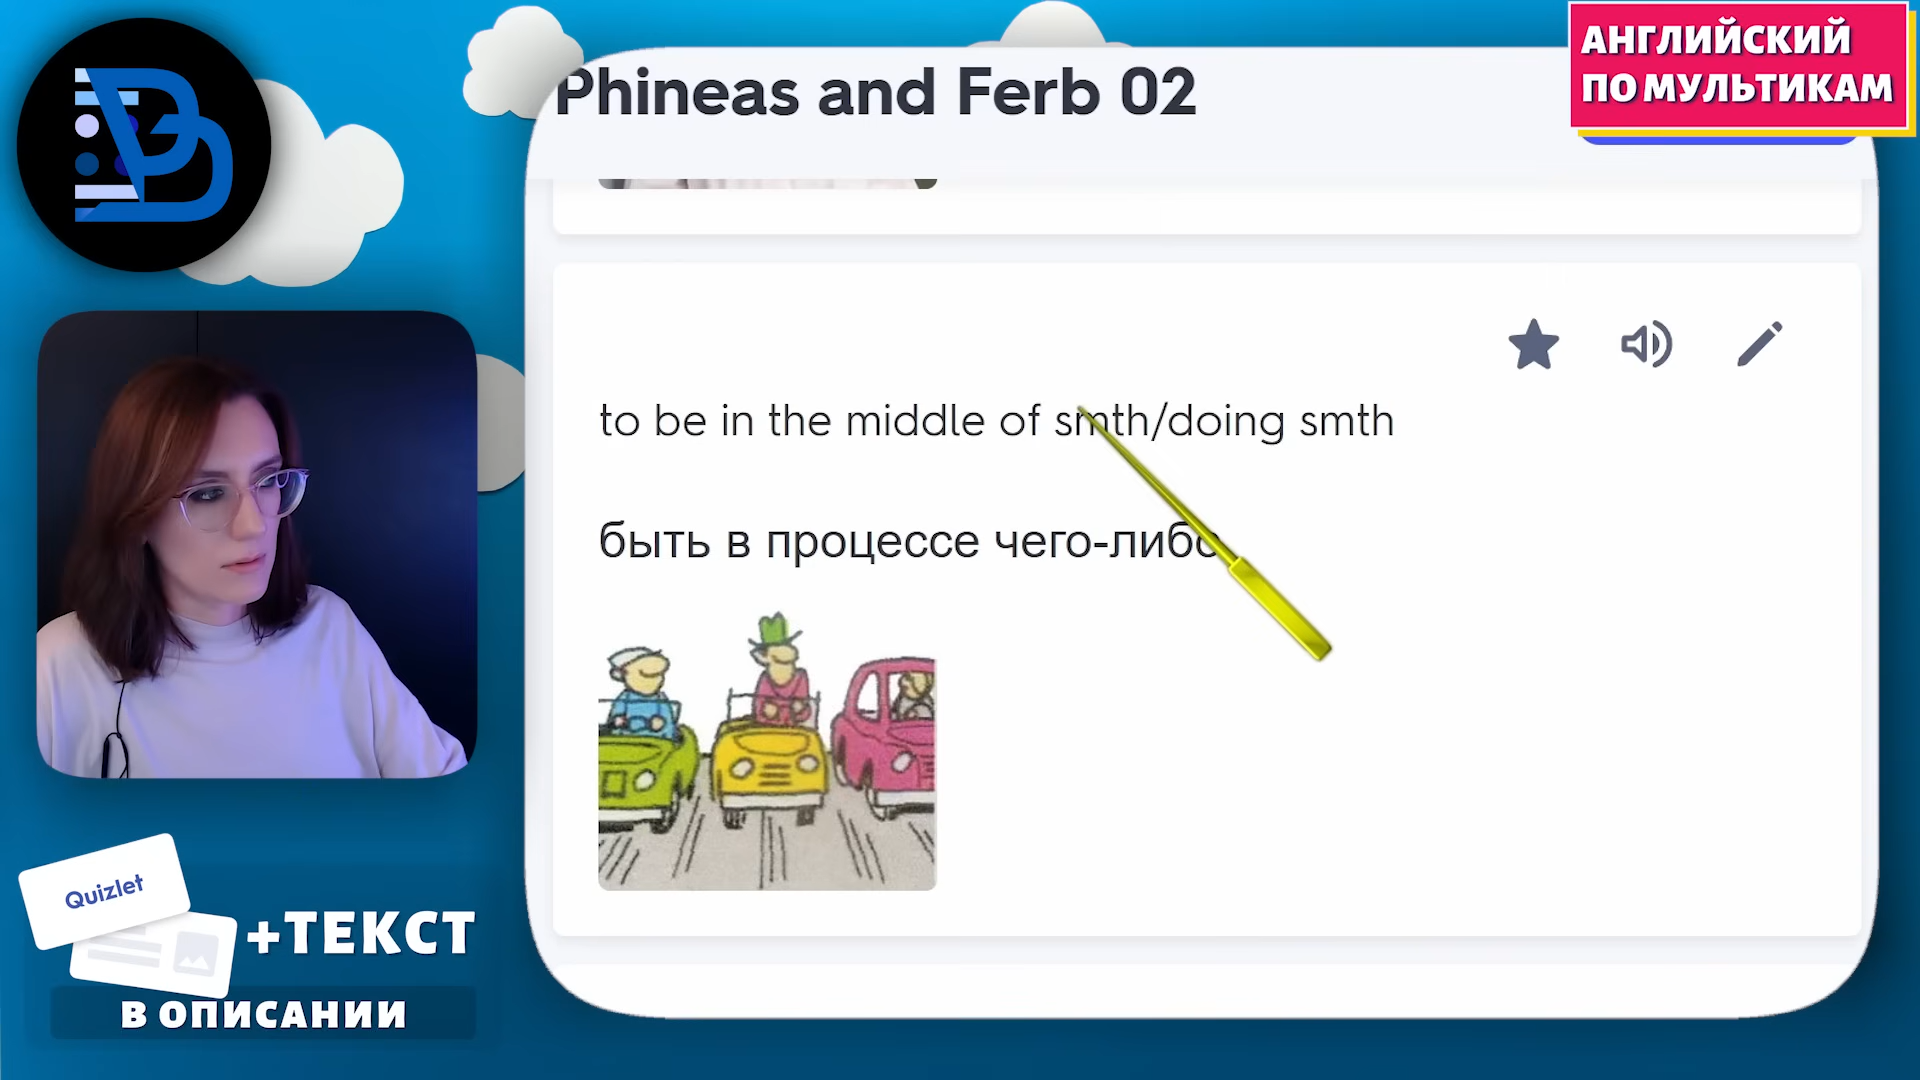 Phineas and Ferb 02
АНГЛИЙСКИЙ
ПО МУЛЬТИКАМ
to be in the middle of smth/doing smth
быть в процессе чего-либо
Quizlet
+ТЕКСТ
В ОПИСАНИИ